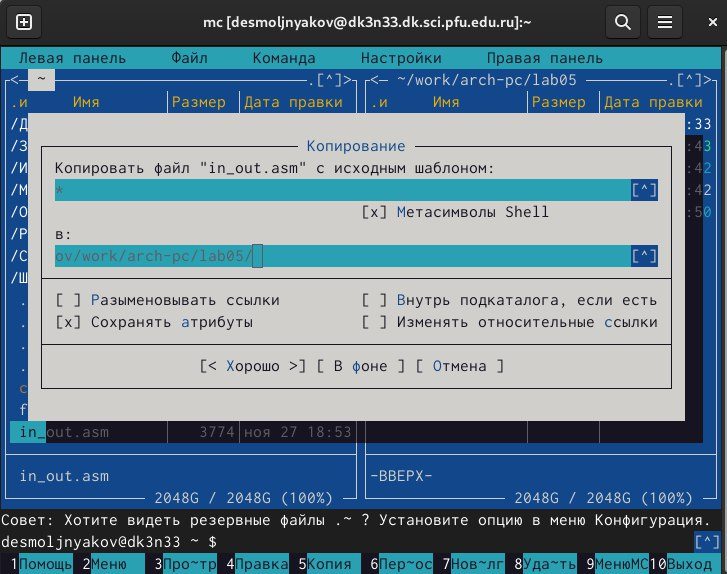 mc [desmoljnyakov@dk3n33.dk.sci.pfu.edu.ru]:~
Левая панель Файл Команда Настройки Правая панель
<— ~ .[^]> <— ~/work/arch-pc/lab05 .[^]>
.и Имя Размер Дата правки .и Имя Размер Дата правки
/Д :33
/З :43
/И :42
/М :42
/О :50
/Р
/С
/Ш
.
.
.
.
с
f
Копирование
Копировать файл "in_out.asm" с исходным шаблоном:
* [^]
[x] Метасимволы Shell
в:
ov/work/arch-pc/lab05/ [^]
[ ] Разыменовывать ссылки [ ] Внутрь подкаталога, если есть
[x] Сохранять атрибуты [ ] Изменять относительные ссылки
[< Хорошо >] [ В фоне ] [ Отмена ]
in_out.asm 3774 ноя 27 18:53
in_out.asm -ВВЕРХ-
2048G / 2048G (100%) 2048G / 2048G (100%)
Совет: Хотите видеть резервные файлы .~ ? Установите опцию в меню Конфигурация.
desmoljnyakov@dk3n33 ~ $ [^]
1Помощь 2Меню 3Про~тр 4Правка 5Копия 6Пер~ос 7Нов~лг 8Уда~ть 9МенюMC 10Выход